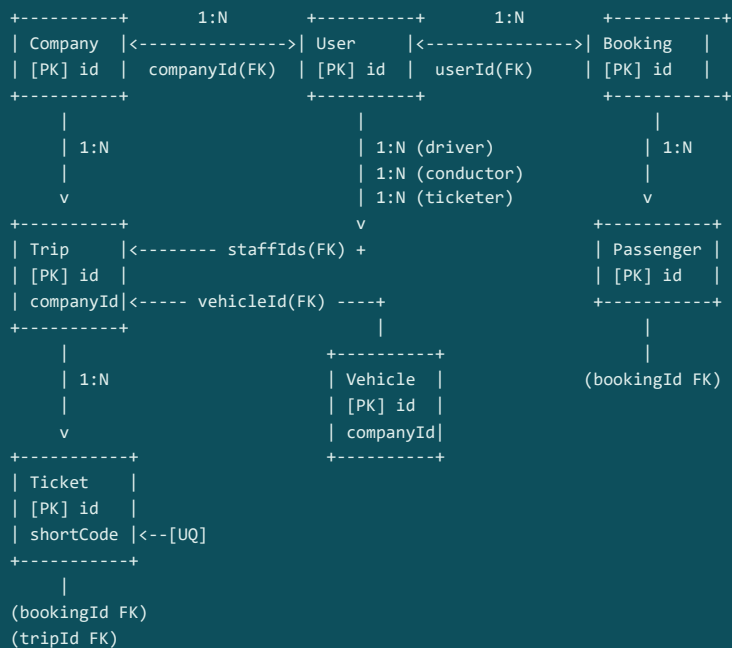 +----------+       1:N        +----------+       1:N        +-----------+
| Company  |<--------------->| User     |<--------------->| Booking   |
| [PK] id  |  companyId(FK)  | [PK] id  |  userId(FK)     | [PK] id   |
+----------+                 +----------+                 +-----------+
     |                            |                            |
     | 1:N                        | 1:N (driver)               | 1:N
     |                            | 1:N (conductor)            |
     v                            | 1:N (ticketer)             v
+----------+                      v                      +-----------+
| Trip     |<-------- staffIds(FK) +                     | Passenger |
| [PK] id  |                                             | [PK] id   |
| companyId|<----- vehicleId(FK) ----+                   +-----------+
+----------+                        |                         |
     |                         +----------+                   |
     | 1:N                     | Vehicle  |             (bookingId FK)
     |                         | [PK] id  |
     v                         | companyId|
+-----------+                  +----------+
| Ticket    |
| [PK] id   |
| shortCode |<--[UQ]
+-----------+
     |
(bookingId FK)
(tripId FK)